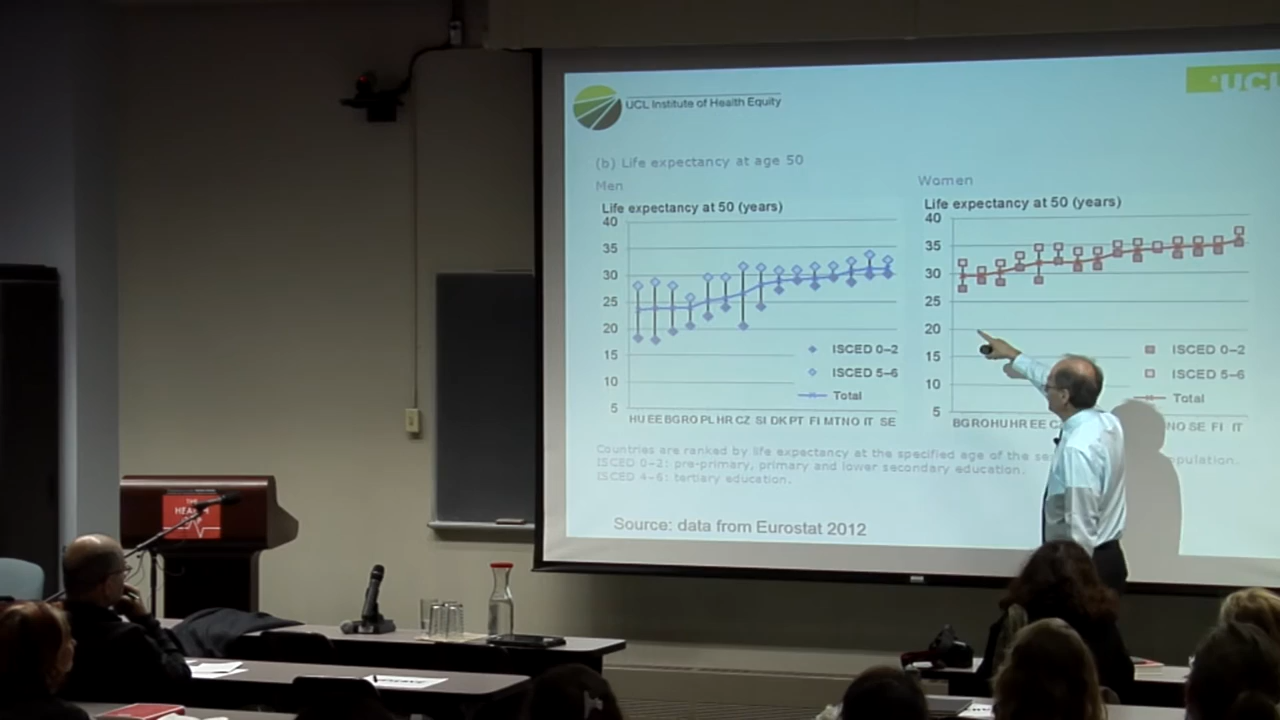 UCL Institute of Health Equity
UCL
(b) Life expectancy at age 50
Men
Women
Life expectancy at 50 (years)
40
35
30
25
20
15
10
5
ISCED 0–2
ISCED 5–6
Total
HU EE BG RO PL HR CZ SI DK PT FI MT NO IT SE
Life expectancy at 50 (years)
40
35
30
25
20
15
10
5
ISCED 0–2
ISCED 5–6
Total
BG RO HU HR EE NO SE FI IT
Countries are ranked by life expectancy at the specified age of the
ISCED 0–2: pre-primary, primary and lower secondary education.
ISCED 4–6: tertiary education.
Source: data from Eurostat 2012
THE